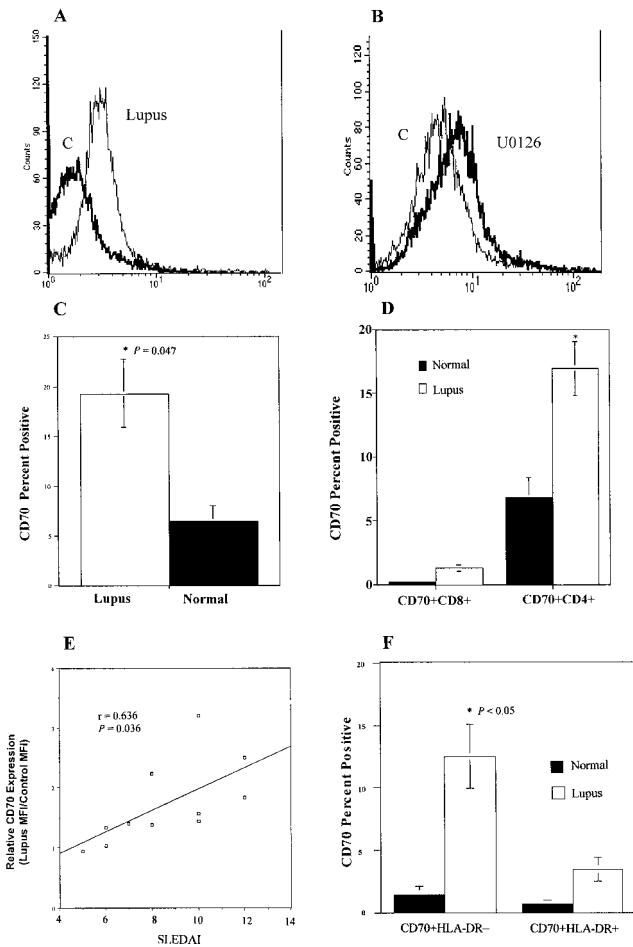 A
Counts
150
120
90
60
30
0
Lupus
C
10⁰
10¹
10²
B
Counts
120
100
80
60
40
20
0
C
U0126
10⁰
10¹
10²
C
CD70 Percent Positive
25
20
15
10
5
0
* P = 0.047
Lupus Normal
D
CD70 Percent Positive
20
15
10
5
0
Normal
Lupus
*
CD70+CD8+ CD70+CD4+
E
Relative CD70 Expression
(Lupus MFI/Control MFI)
3
2
1
0
r = 0.636
P = 0.036
4 6 8 10 12 14
SLEDAI
F
CD70 Percent Positive
20
15
10
5
0
* P < 0.05
Normal
Lupus
CD70+HLA-DR− CD70+HLA-DR+